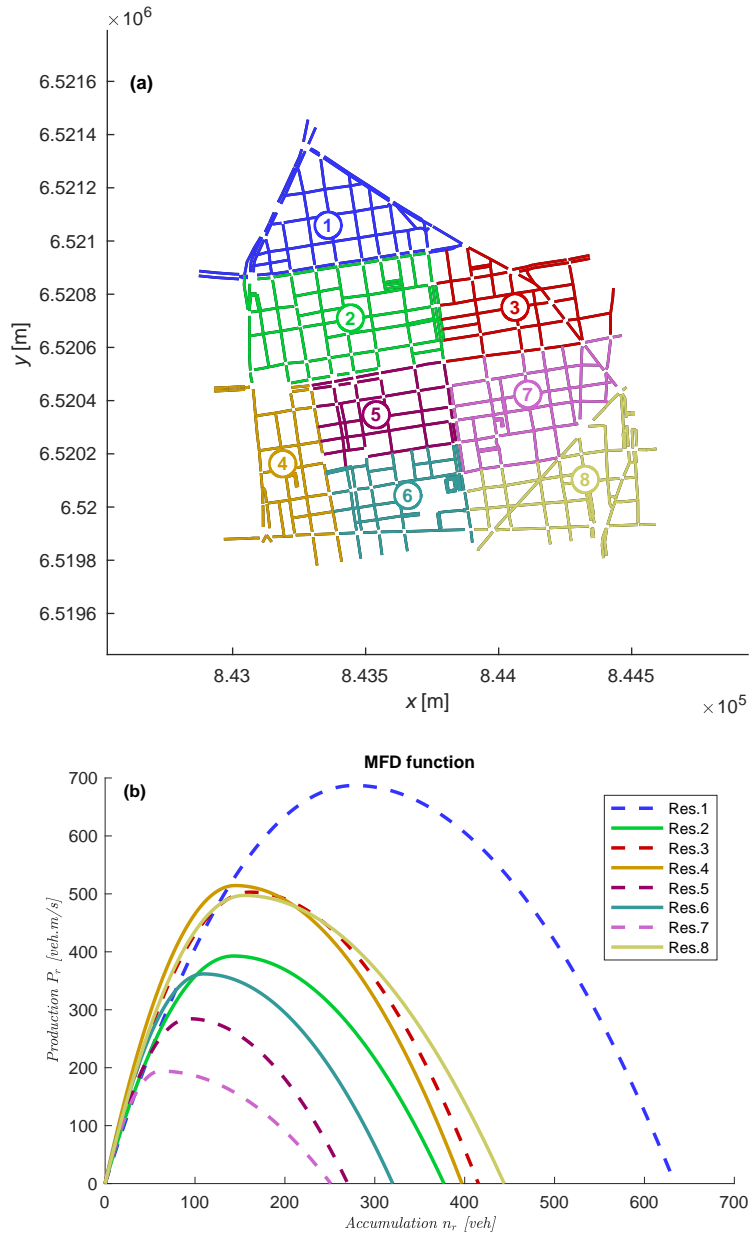 × 10^6
(a)
6.5216
6.5214
6.5212
6.521
6.5208
6.5206
6.5204
6.5202
6.52
6.5198
6.5196
y [m]
1
2
3
4
5
6
7
8
8.43
8.435
8.44
8.445
x [m]
× 10^5
MFD function
(b)
700
600
500
400
300
200
100
0
Production P_r [veh.m/s]
Res.1
Res.2
Res.3
Res.4
Res.5
Res.6
Res.7
Res.8
0 100 200 300 400 500 600 700
Accumulation n_r [veh]